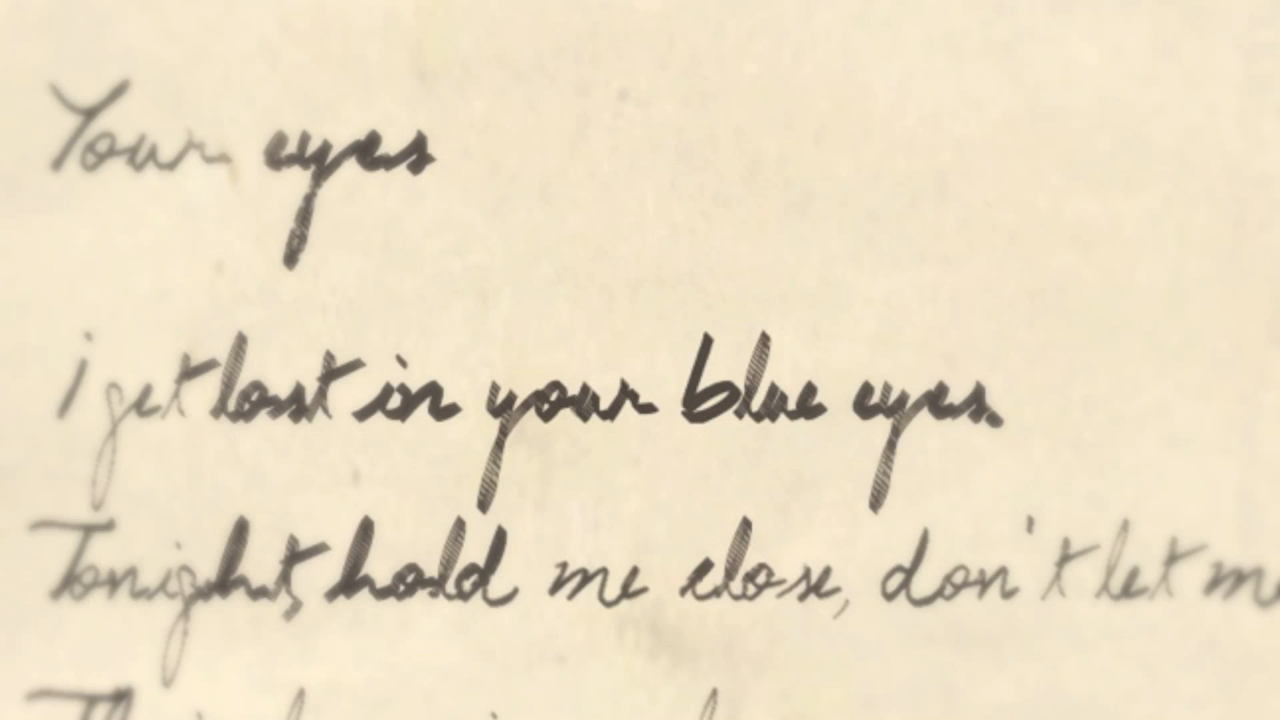 Your eyes
i get lost in your blue eyes.
Tonight, hold me close, don't let me